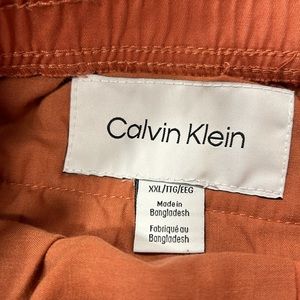 Calvin Klein
XXL/TTG/EEG
Made in
Bangladesh
Fabriqué au
Bangladesh